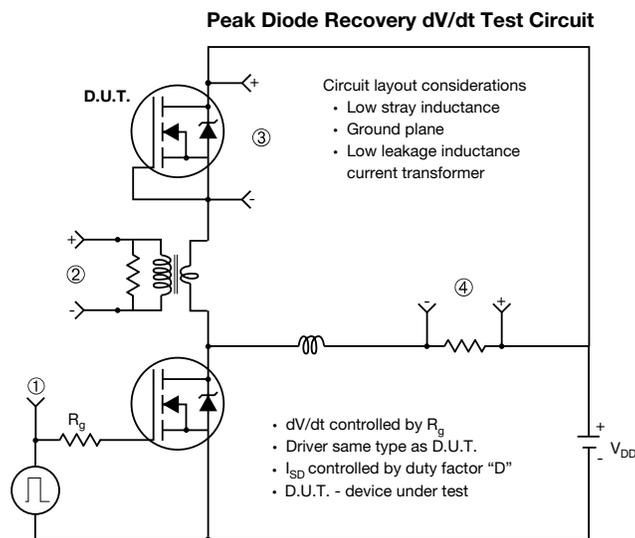 Peak Diode Recovery dV/dt Test Circuit
D.U.T.
+
-
③
Circuit layout considerations
• Low stray inductance
• Ground plane
• Low leakage inductance
current transformer
+
②
-
-
④
+
①
Rg
• dV/dt controlled by Rg
• Driver same type as D.U.T.
• ISD controlled by duty factor “D”
• D.U.T. - device under test
+
-
VDD